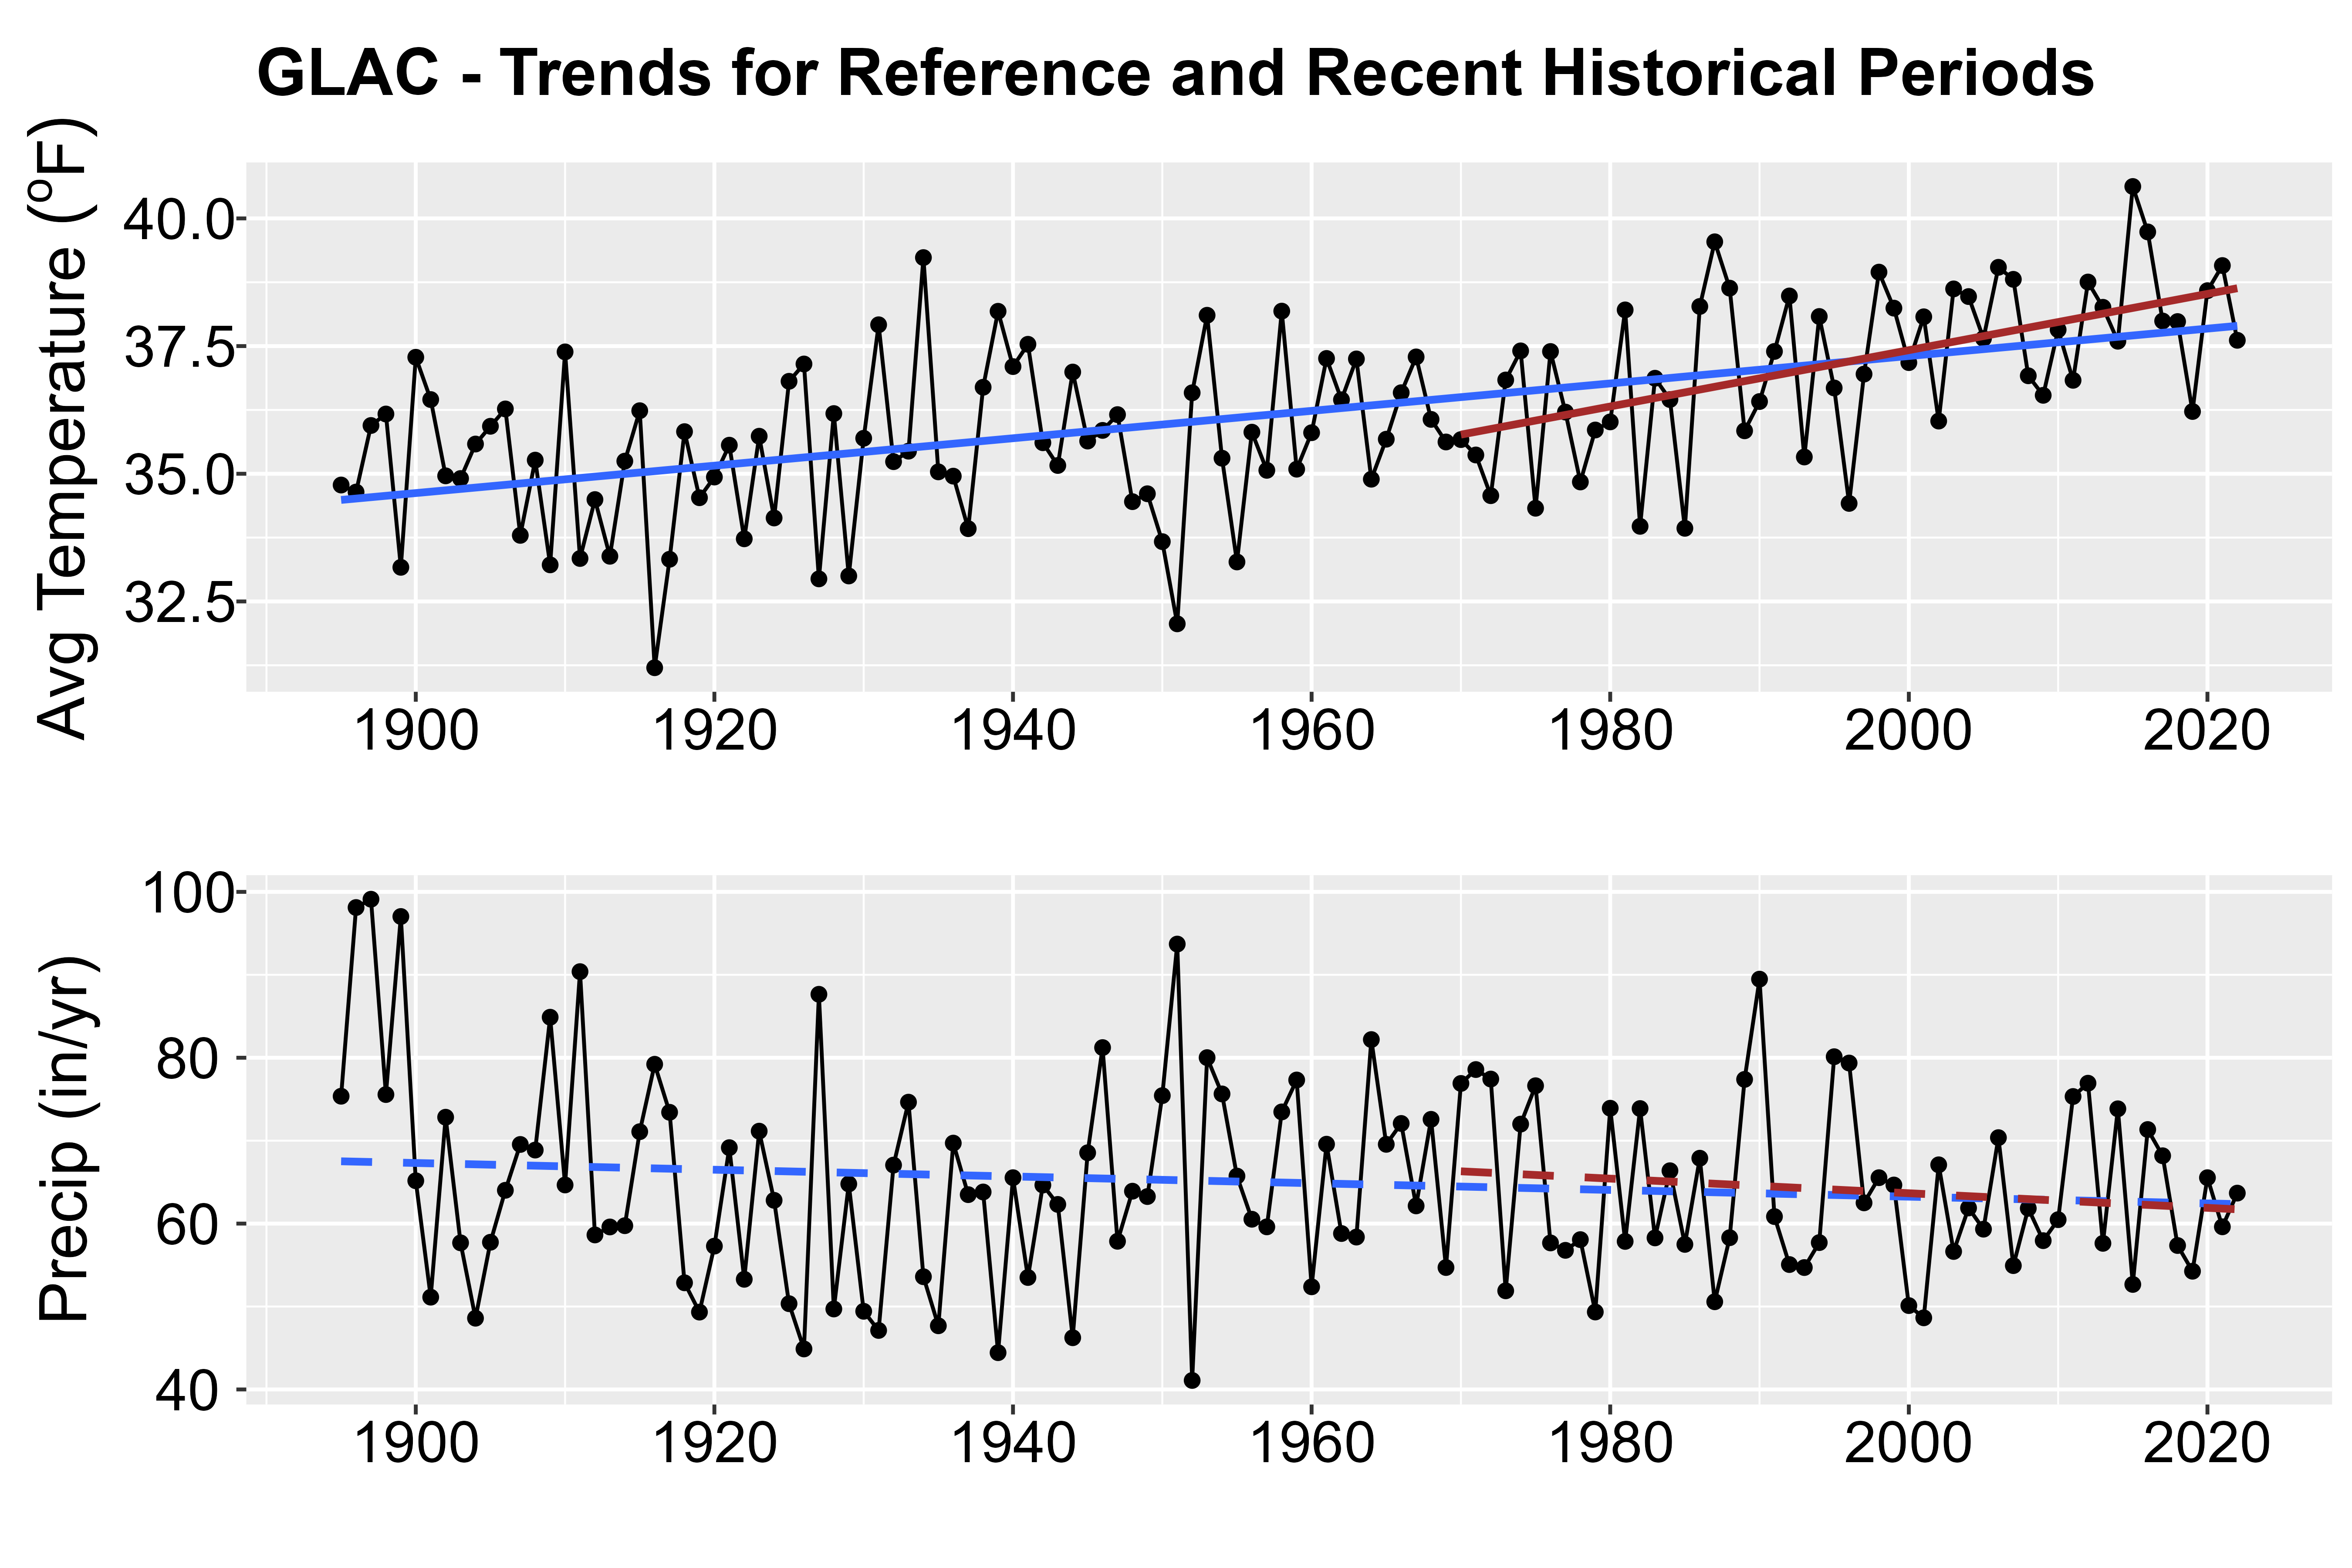 GLAC - Trends for Reference and Recent Historical Periods
Avg Temperature (ºF)
40.0
37.5
35.0
32.5
1900 1920 1940 1960 1980 2000 2020
Precip (in/yr)
100
80
60
40
1900 1920 1940 1960 1980 2000 2020